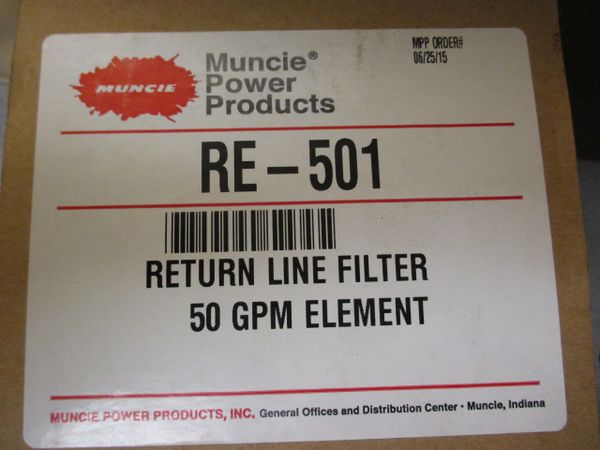 MUNCIE
Muncie®
Power
Products
MPP ORDER#
06/25/15
RE-501
RETURN LINE FILTER
50 GPM ELEMENT
MUNCIE POWER PRODUCTS, INC. General Offices and Distribution Center · Muncie, Indiana